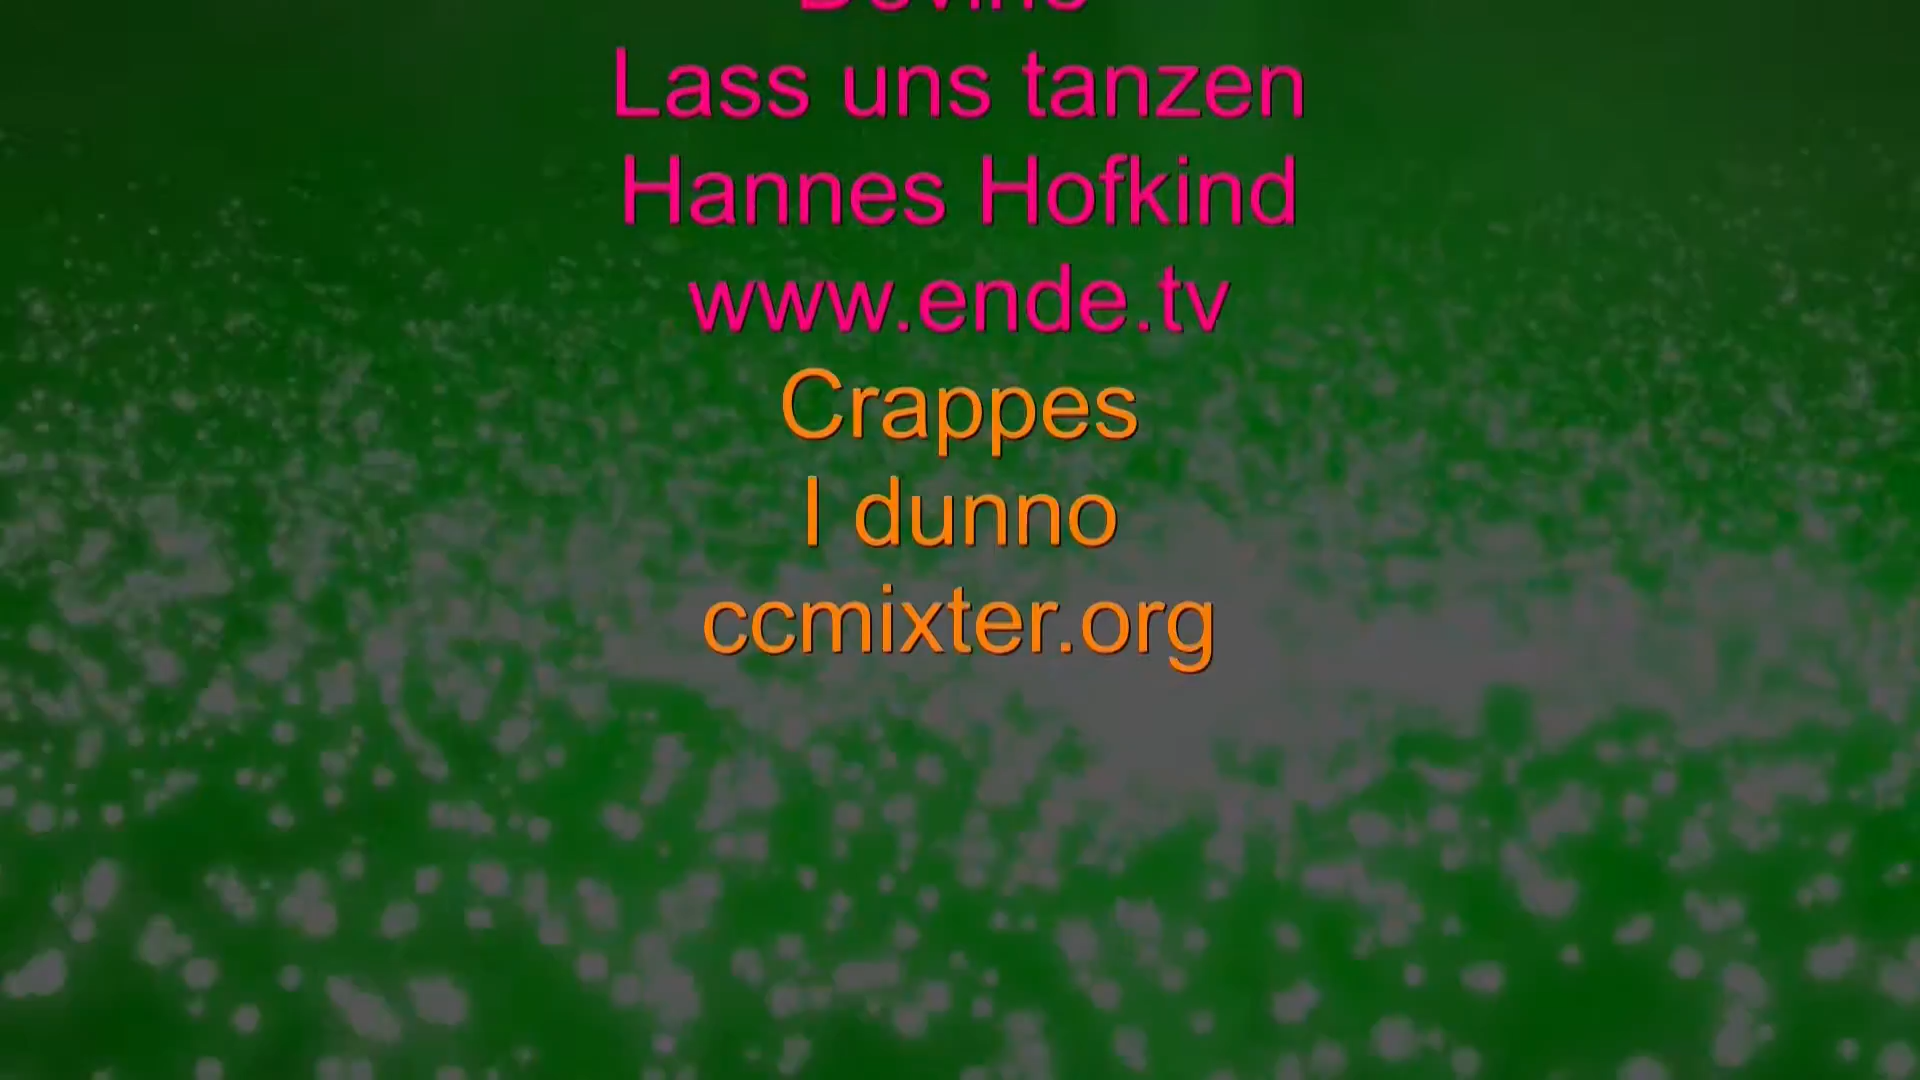 Lass uns tanzen
Hannes Hofkind
www.ende.tv
Crappes
I dunno
ccmixter.org